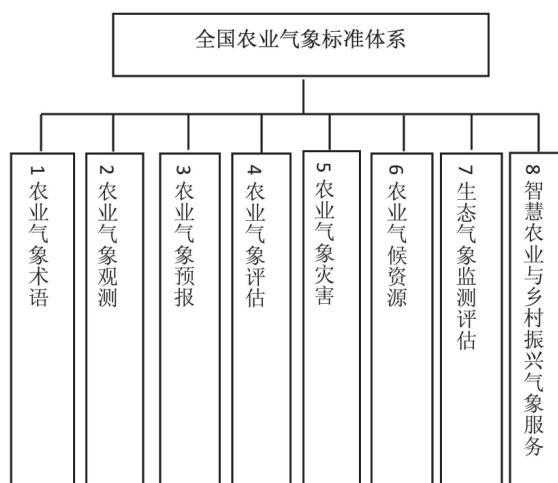 全国农业气象标准体系
1 农业气象术语
2 农业气象观测
3 农业气象预报
4 农业气象评估
5 农业气象灾害
6 农业气候资源
7 生态气象监测评估
8 智慧农业与乡村振兴气象服务